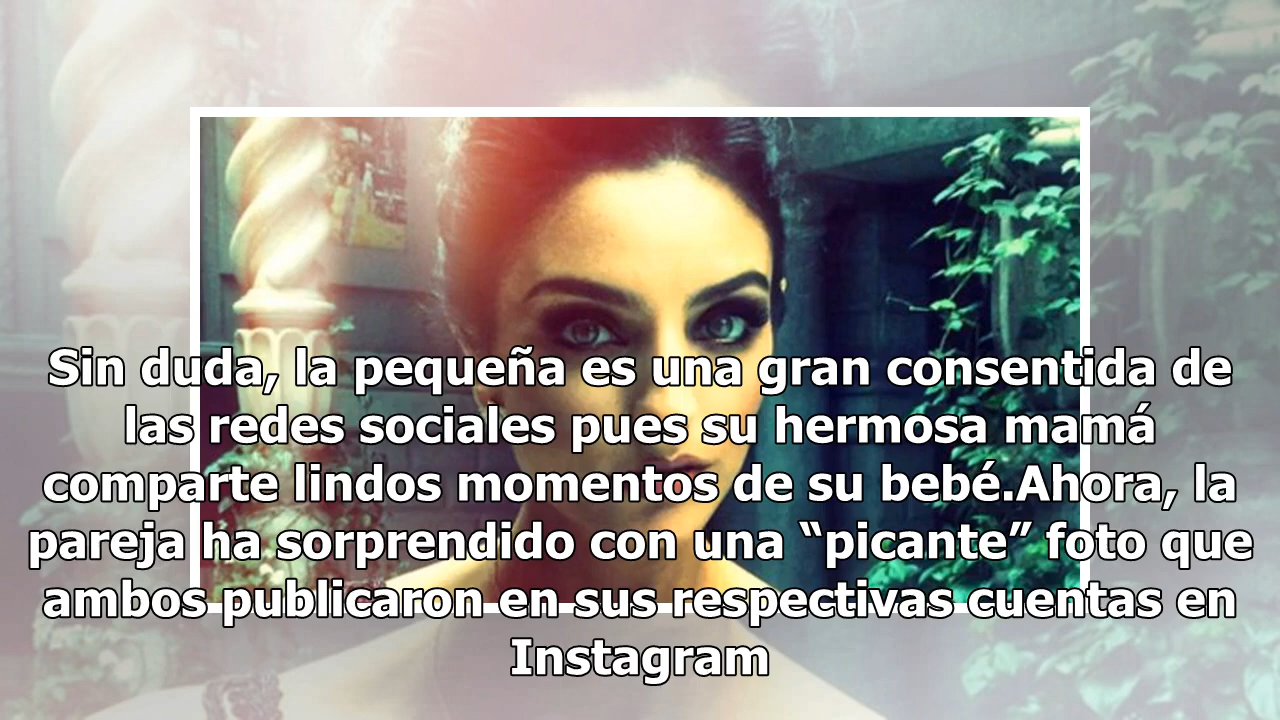 Sin duda, la pequeña es una gran consentida de
las redes sociales pues su hermosa mamá
comparte lindos momentos de su bebé.Ahora, la
pareja ha sorprendido con una “picante” foto que
ambos publicaron en sus respectivas cuentas en
Instagram